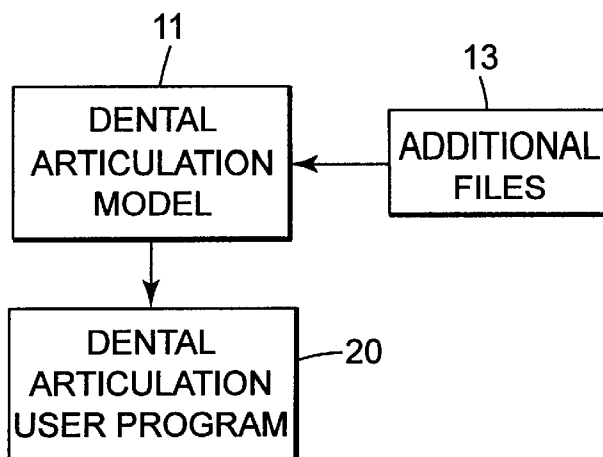 11
DENTAL
ARTICULATION
MODEL
13
ADDITIONAL
FILES
DENTAL
ARTICULATION
USER PROGRAM
20